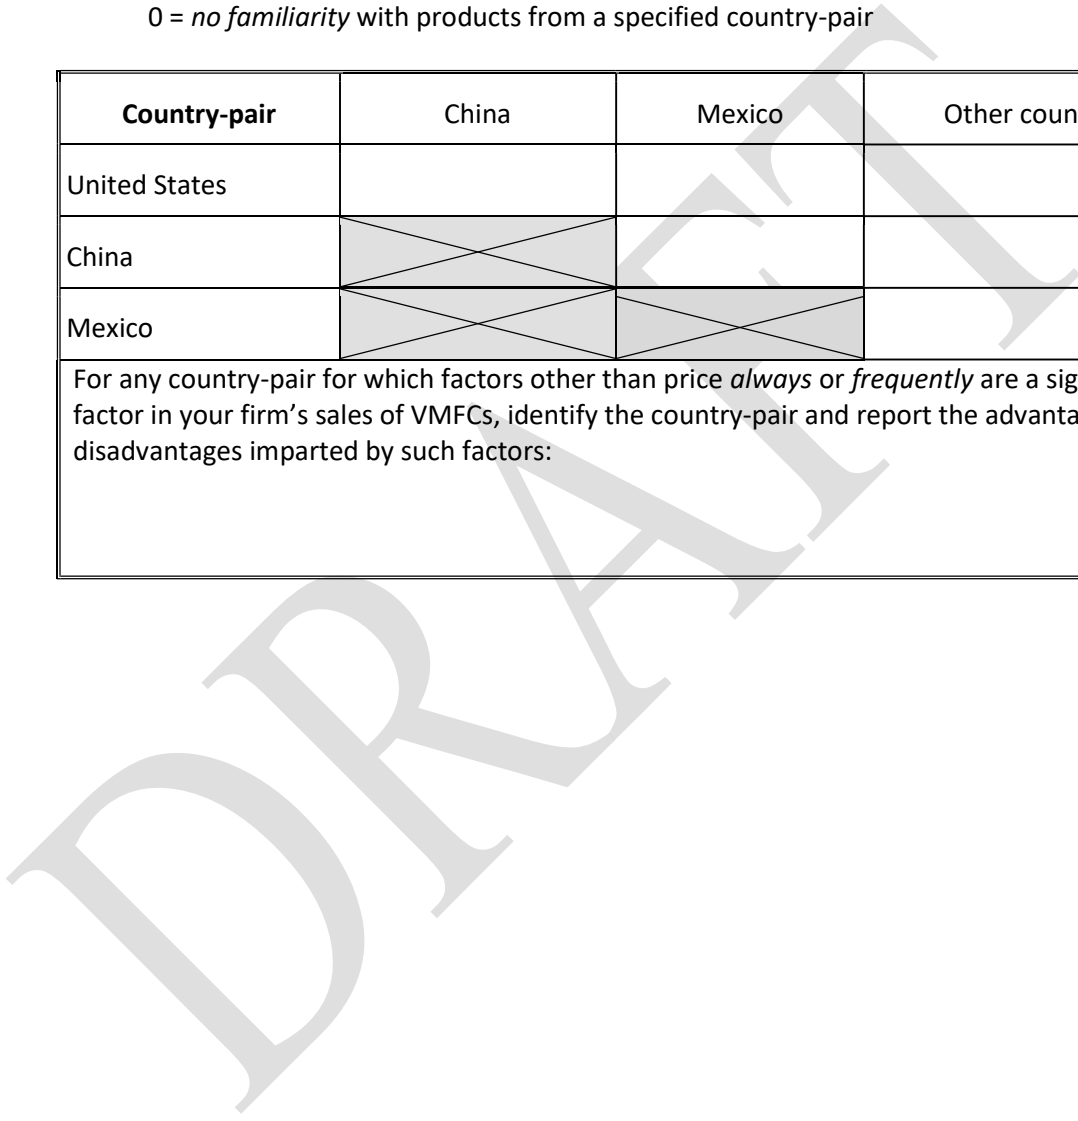 0 = no familiarity with products from a specified country-pair
Country-pair China Mexico Other coun
United States
China
Mexico
For any country-pair for which factors other than price always or frequently are a sig
factor in your firm's sales of VMFCs, identify the country-pair and report the advanta
disadvantages imparted by such factors:
DRAFT